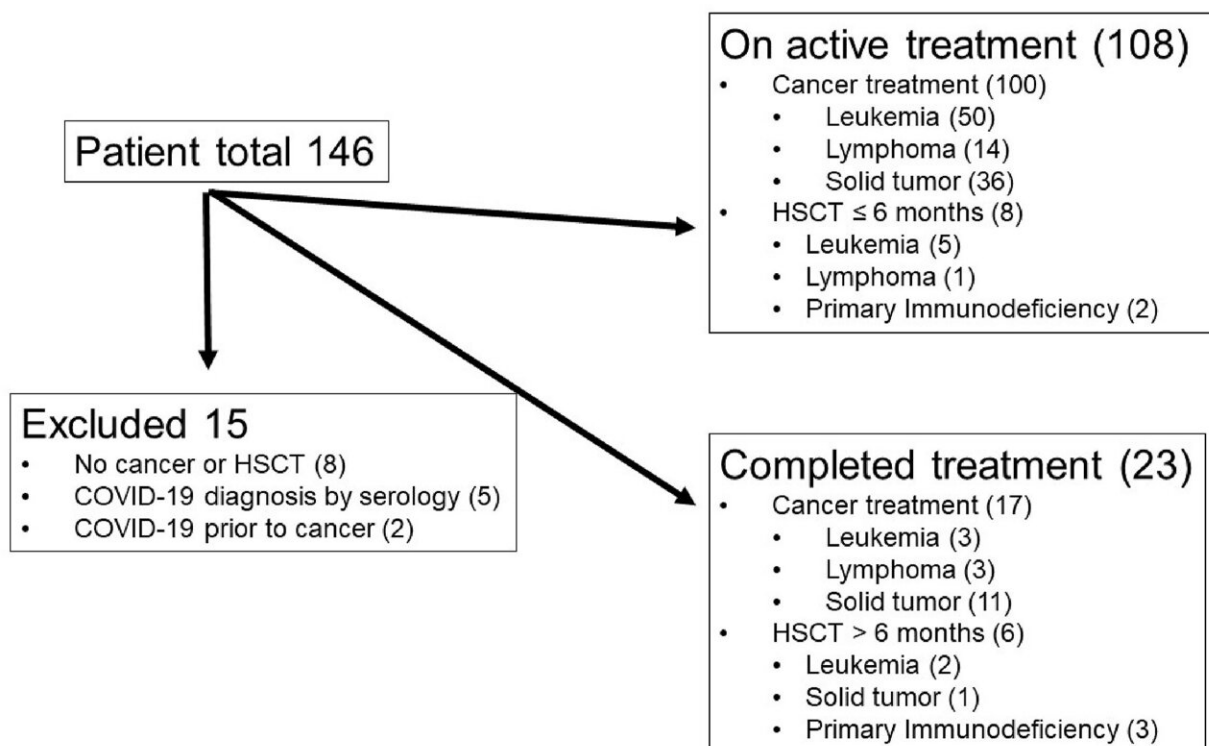 Patient total 146
On active treatment (108)
• Cancer treatment (100)
• Leukemia (50)
• Lymphoma (14)
• Solid tumor (36)
• HSCT ≤ 6 months (8)
• Leukemia (5)
• Lymphoma (1)
• Primary Immunodeficiency (2)
Excluded 15
• No cancer or HSCT (8)
• COVID-19 diagnosis by serology (5)
• COVID-19 prior to cancer (2)
Completed treatment (23)
• Cancer treatment (17)
• Leukemia (3)
• Lymphoma (3)
• Solid tumor (11)
• HSCT > 6 months (6)
• Leukemia (2)
• Solid tumor (1)
• Primary Immunodeficiency (3)